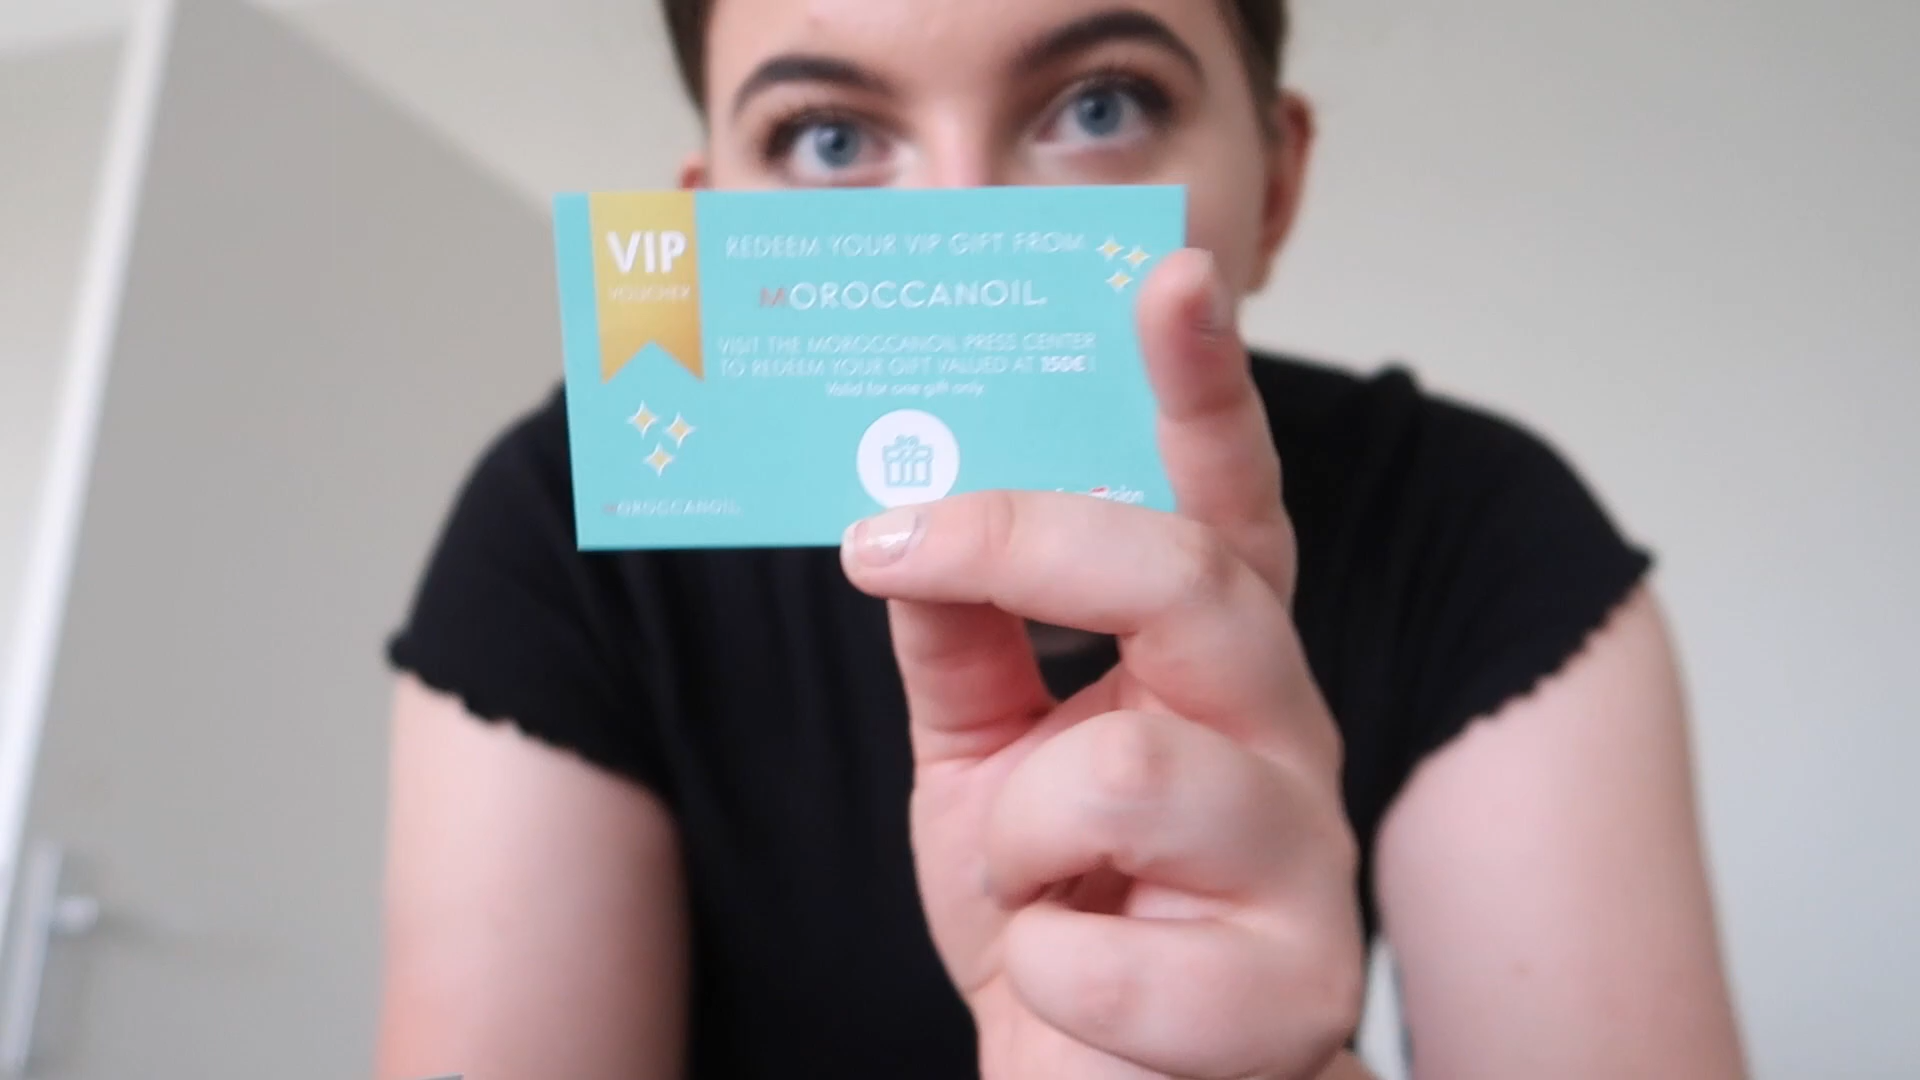 VIP
VOUCHER
REDEEM YOUR VIP GIFT FROM
MOROCCANOIL.
VISIT THE MOROCCANOIL PRESS CENTER
TO REDEEM YOUR GIFT VALUED AT 150€!
Valid for one gift only.
MOROCCANOIL.